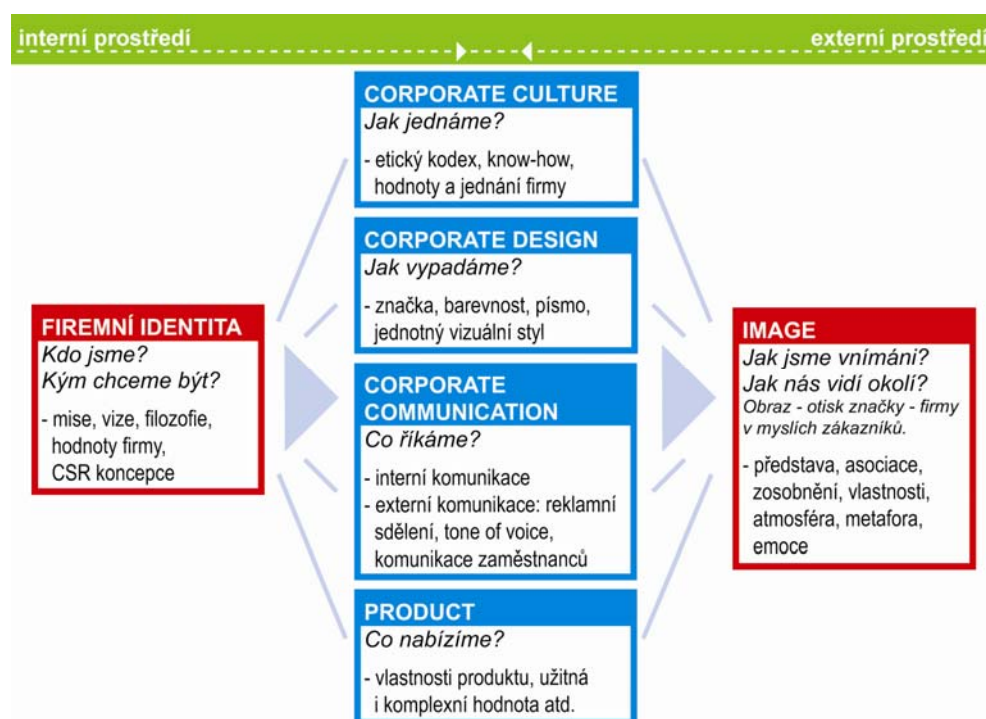 interní prostředí
externí prostředí
CORPORATE CULTURE
Jak jednáme?
- etický kodex, know-how,
hodnoty a jednání firmy
CORPORATE DESIGN
Jak vypadáme?
- značka, barevnost, písmo,
jednotný vizuální styl
FIREMNÍ IDENTITA
Kdo jsme?
Kým chceme být?
- mise, vize, filozofie,
hodnoty firmy,
CSR koncepce
CORPORATE
COMMUNICATION
Co říkáme?
- interní komunikace
- externí komunikace: reklamní
sdělení, tone of voice,
komunikace zaměstnanců
PRODUCT
Co nabízíme?
- vlastnosti produktu, užitná
i komplexní hodnota atd.
IMAGE
Jak jsme vnímáni?
Jak nás vidí okolí?
Obraz - otisk značky - firmy
v myslích zákazníků.
- představa, asociace,
zosobnění, vlastnosti,
atmosféra, metafora,
emoce